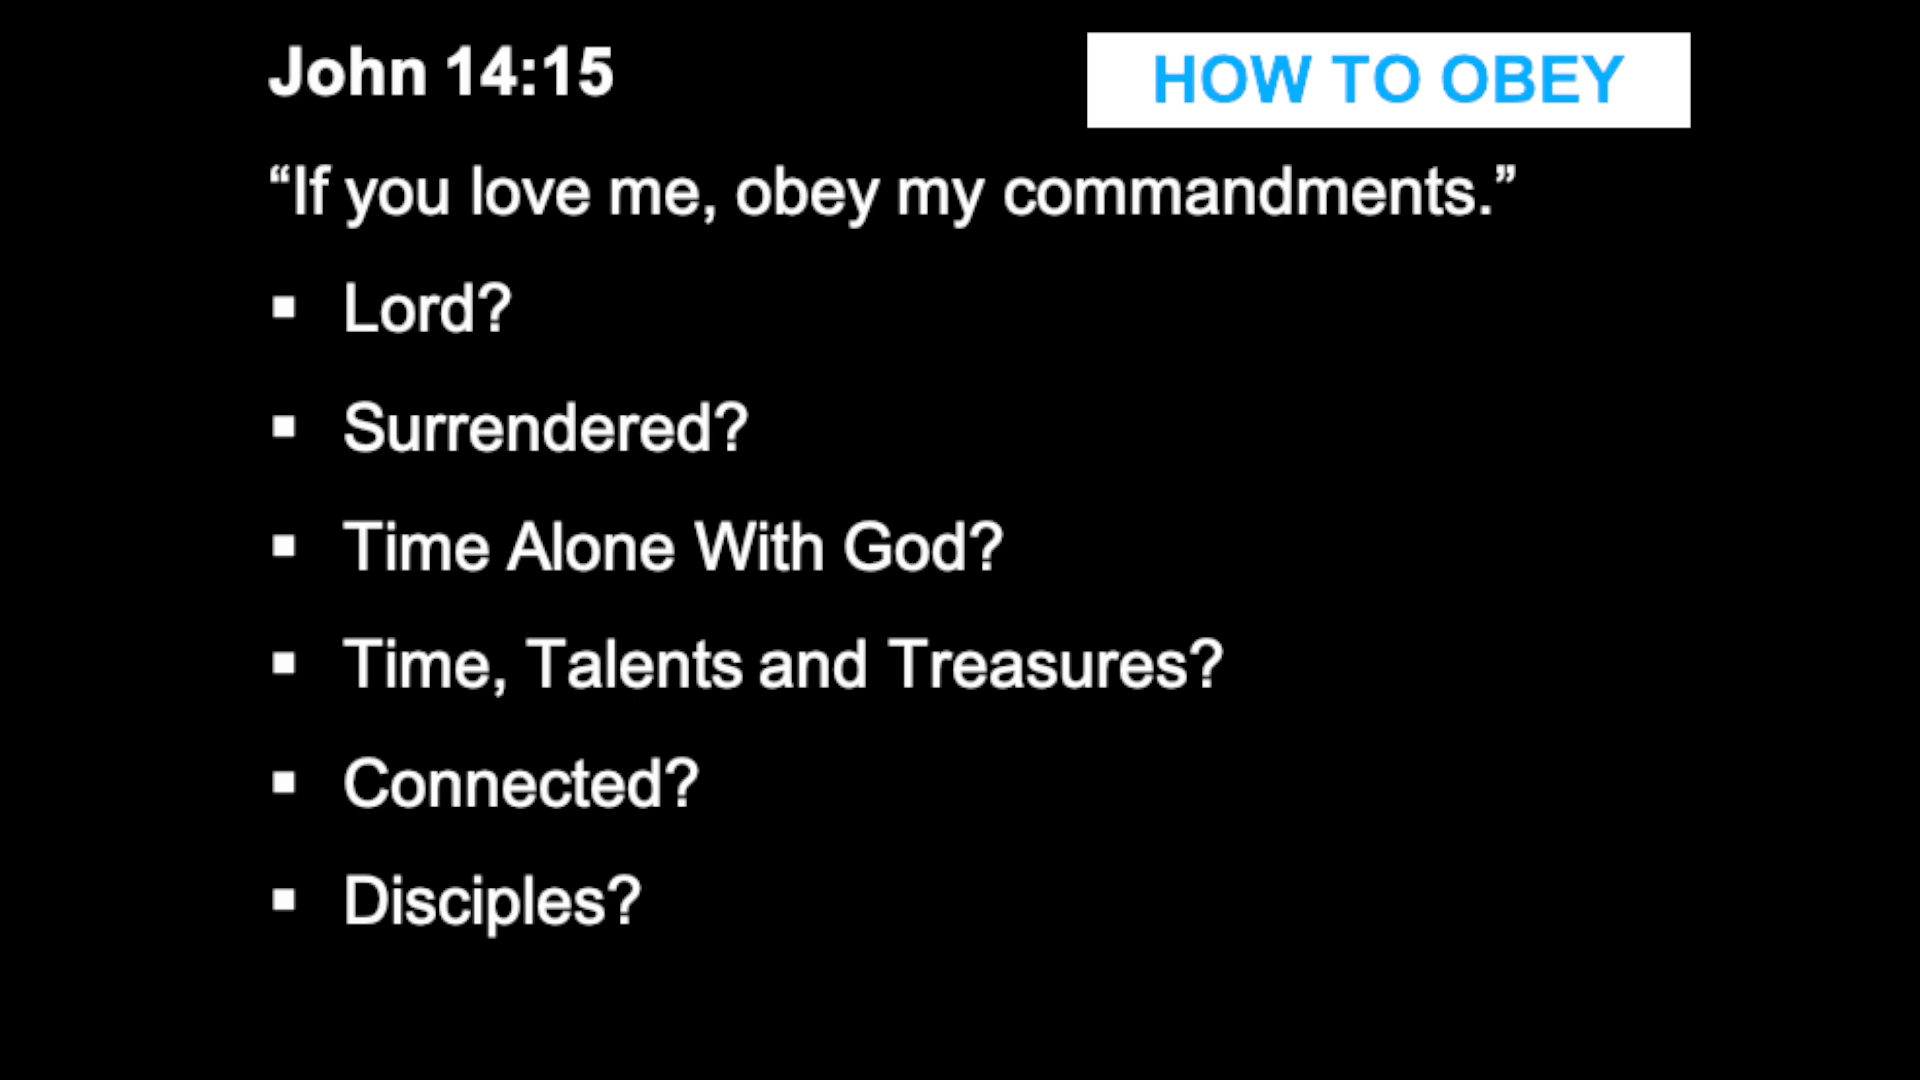 John 14:15
HOW TO OBEY
“If you love me, obey my commandments.”
▪ Lord?
▪ Surrendered?
▪ Time Alone With God?
▪ Time, Talents and Treasures?
▪ Connected?
▪ Disciples?